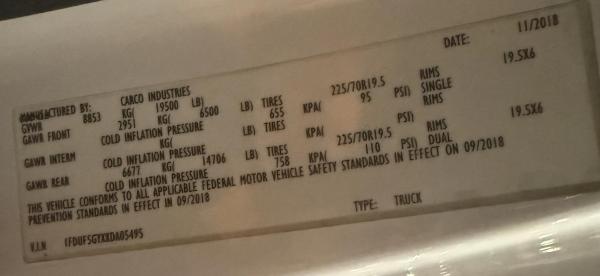 MANUFACTURED BY: CARCO INDUSTRIES DATE: 11/2018
GVWR 8853 KG( 19500 LB)
GAWR FRONT 2951 KG( 6500 LB) TIRES 225/70R19.5 RIMS 19.5X6
COLD INFLATION PRESSURE 655 KPA( 95 PSI) SINGLE
GAWR INTERM KG( LB) TIRES RIMS
COLD INFLATION PRESSURE KPA( PSI)
GAWR REAR 6677 KG( 14706 LB) TIRES 225/70R19.5 RIMS 19.5X6
COLD INFLATION PRESSURE 758 KPA( 110 PSI) DUAL
THIS VEHICLE CONFORMS TO ALL APPLICABLE FEDERAL MOTOR VEHICLE SAFETY STANDARDS IN EFFECT ON 09/2018
PREVENTION STANDARDS IN EFFECT IN 09/2018
V.I.N TYPE: TRUCK